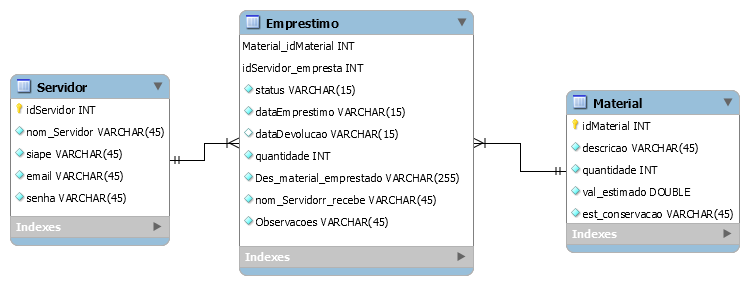 Servidor
idServidor INT
nom_Servidor VARCHAR(45)
siape VARCHAR(45)
email VARCHAR(45)
senha VARCHAR(45)
Indexes
Emprestimo
Material_idMaterial INT
idServidor_empresta INT
status VARCHAR(15)
dataEmprestimo VARCHAR(15)
dataDevolucao VARCHAR(15)
quantidade INT
Des_material_emprestado VARCHAR(255)
nom_Servidorr_recebe VARCHAR(45)
Observacoes VARCHAR(45)
Indexes
Material
idMaterial INT
descricao VARCHAR(45)
quantidade INT
val_estimado DOUBLE
est_conservacao VARCHAR(45)
Indexes